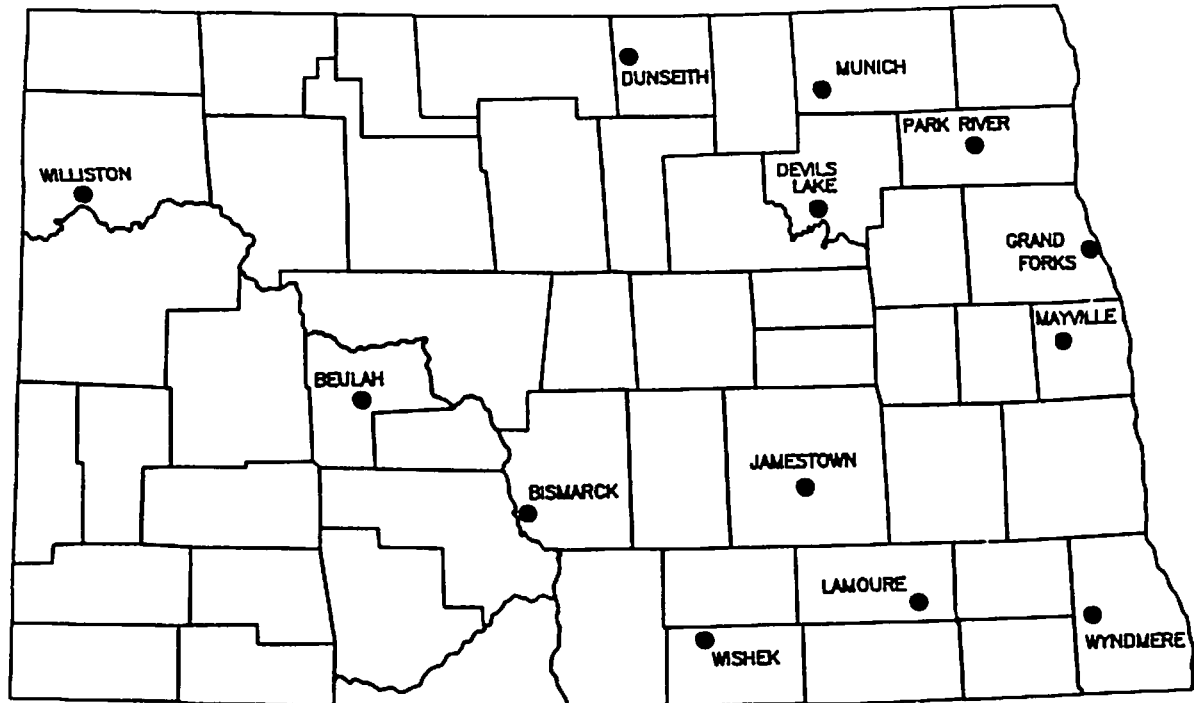 DUNSEITH
MUNICH
PARK RIVER
WILLISTON
DEVILS
LAKE
GRAND
FORKS
MAYVILLE
BEULAH
JAMESTOWN
BISMARCK
LAMOURE
WYNDMERE
WISHEK